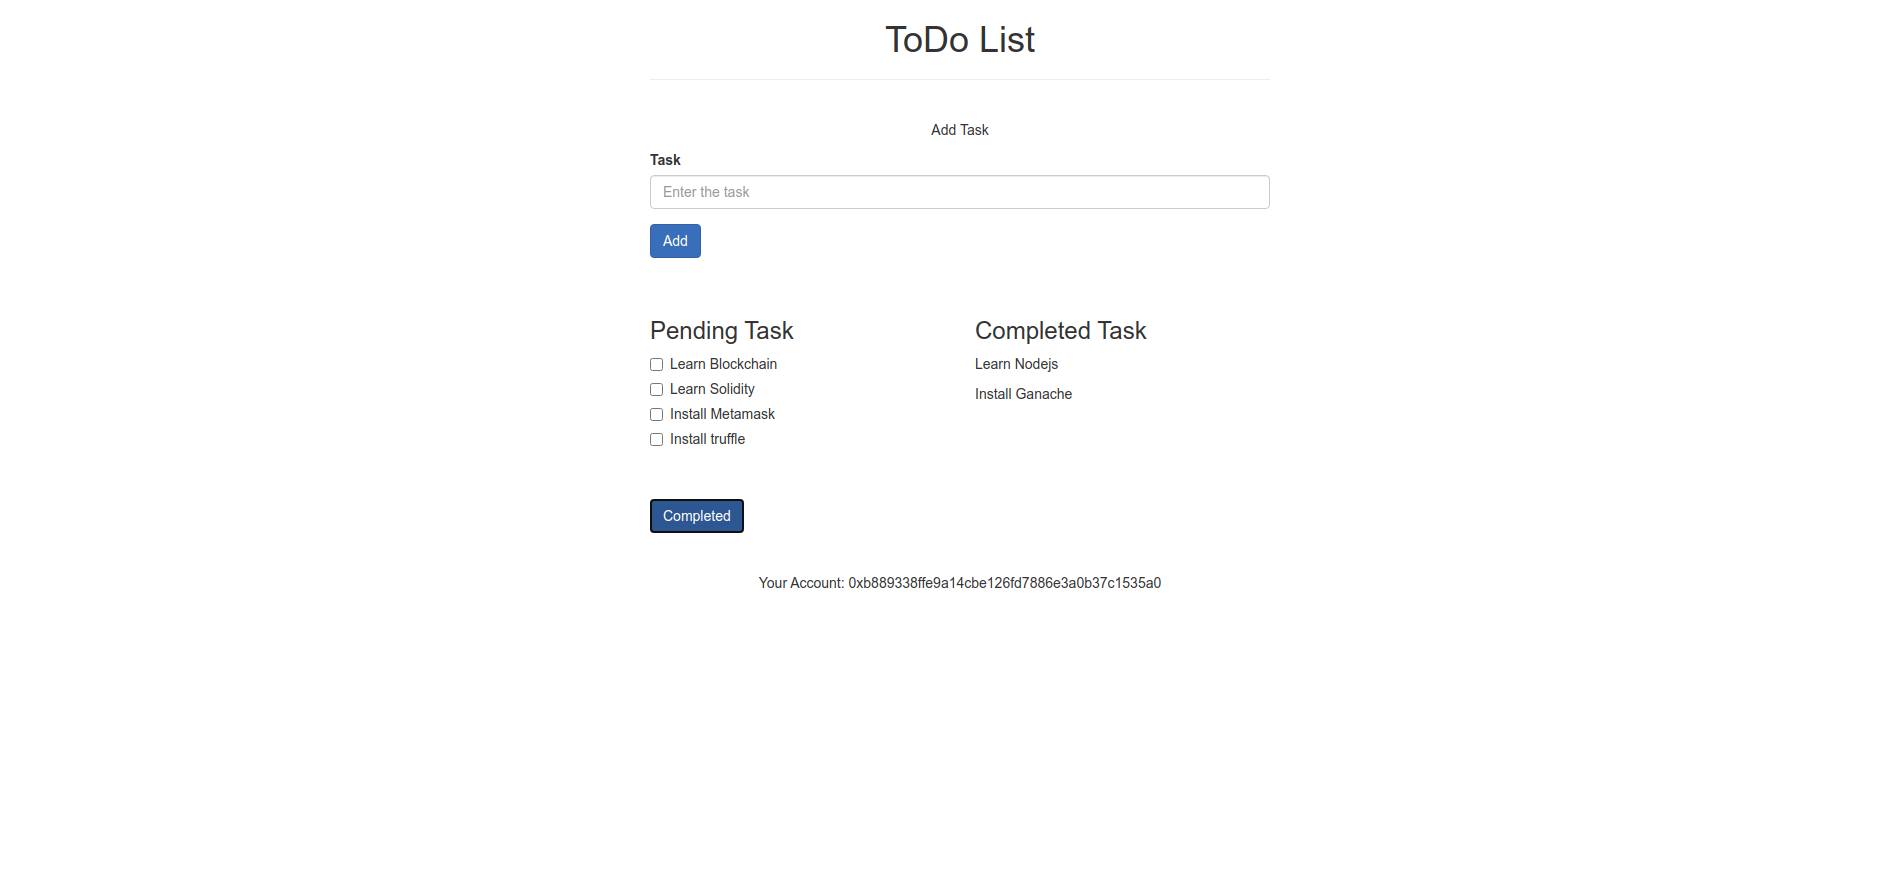 ToDo List
Add Task
Task
Enter the task
Add
Pending Task
Learn Blockchain
Learn Solidity
Install Metamask
Install truffle
Completed Task
Learn Nodejs
Install Ganache
Completed
Your Account: 0xb889338ffe9a14cbe126fd7886e3a0b37c1535a0